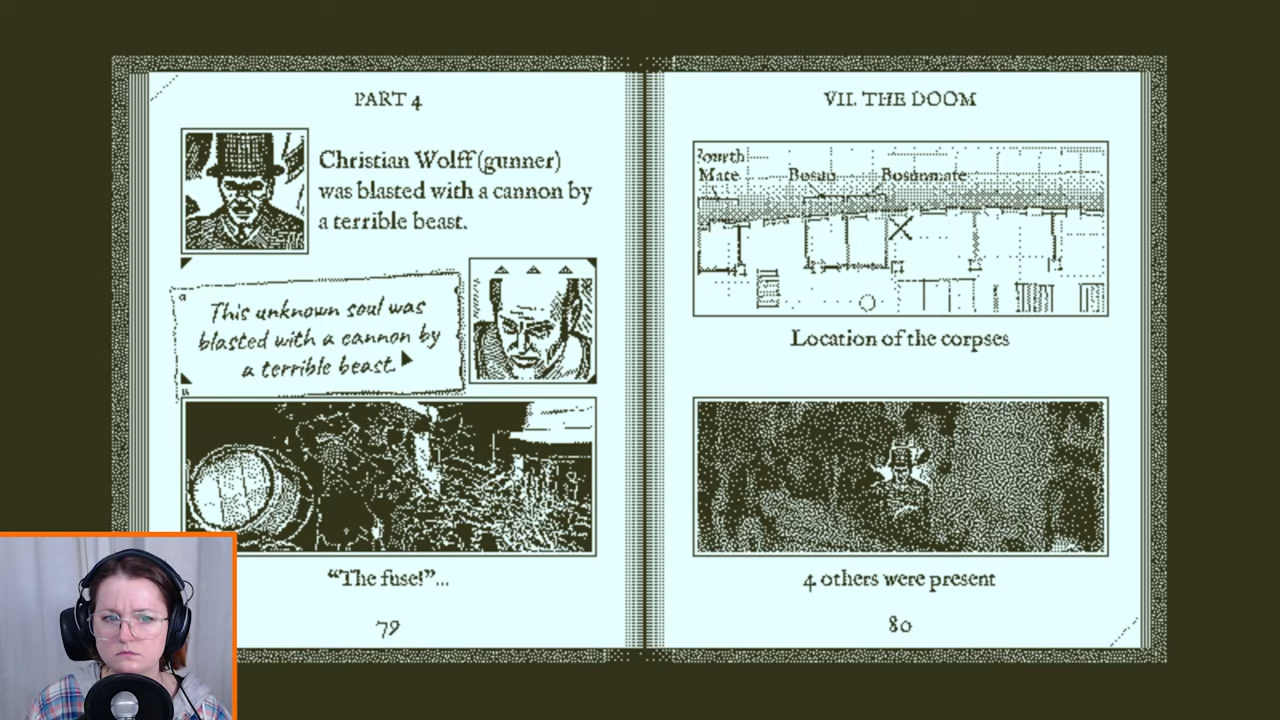 PART 4
Christian Wolff (gunner)
was blasted with a cannon by
a terrible beast.
This unknown soul was
blasted with a cannon by
a terrible beast.
"The fuse!"...
79
VII. THE DOOM
Fourth
Mate
Bosun
Bosunmate
Location of the corpses
4 others were present
80